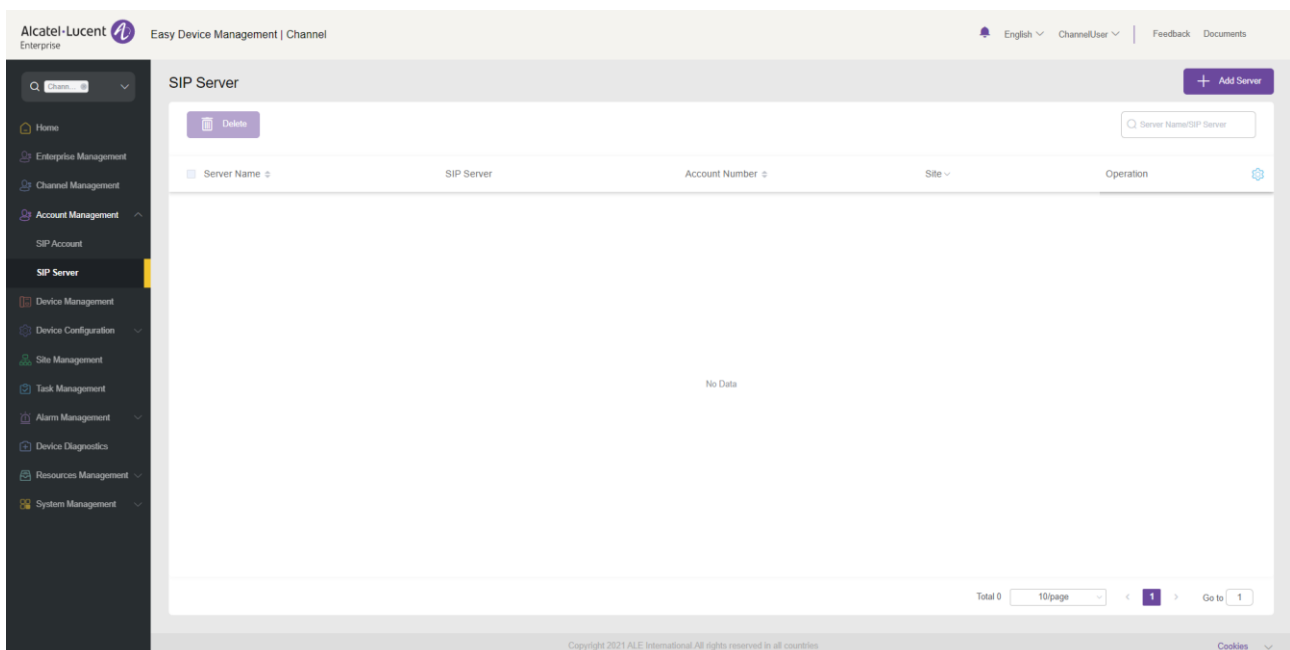 Alcatel·Lucent
Enterprise
Easy Device Management | Channel
English
ChannelUser
Feedback
Documents
Chann...
Home
Enterprise Management
Channel Management
Account Management
SIP Account
SIP Server
Device Management
Device Configuration
Site Management
Task Management
Alarm Management
Device Diagnostics
Resources Management
System Management
SIP Server
Add Server
Delete
Server Name/SIP Server
Server Name
SIP Server
Account Number
Site
Operation
No Data
Total 0
10/page
1
Go to
1
Copyright 2021 ALE International.All rights reserved in all countries
Cookies